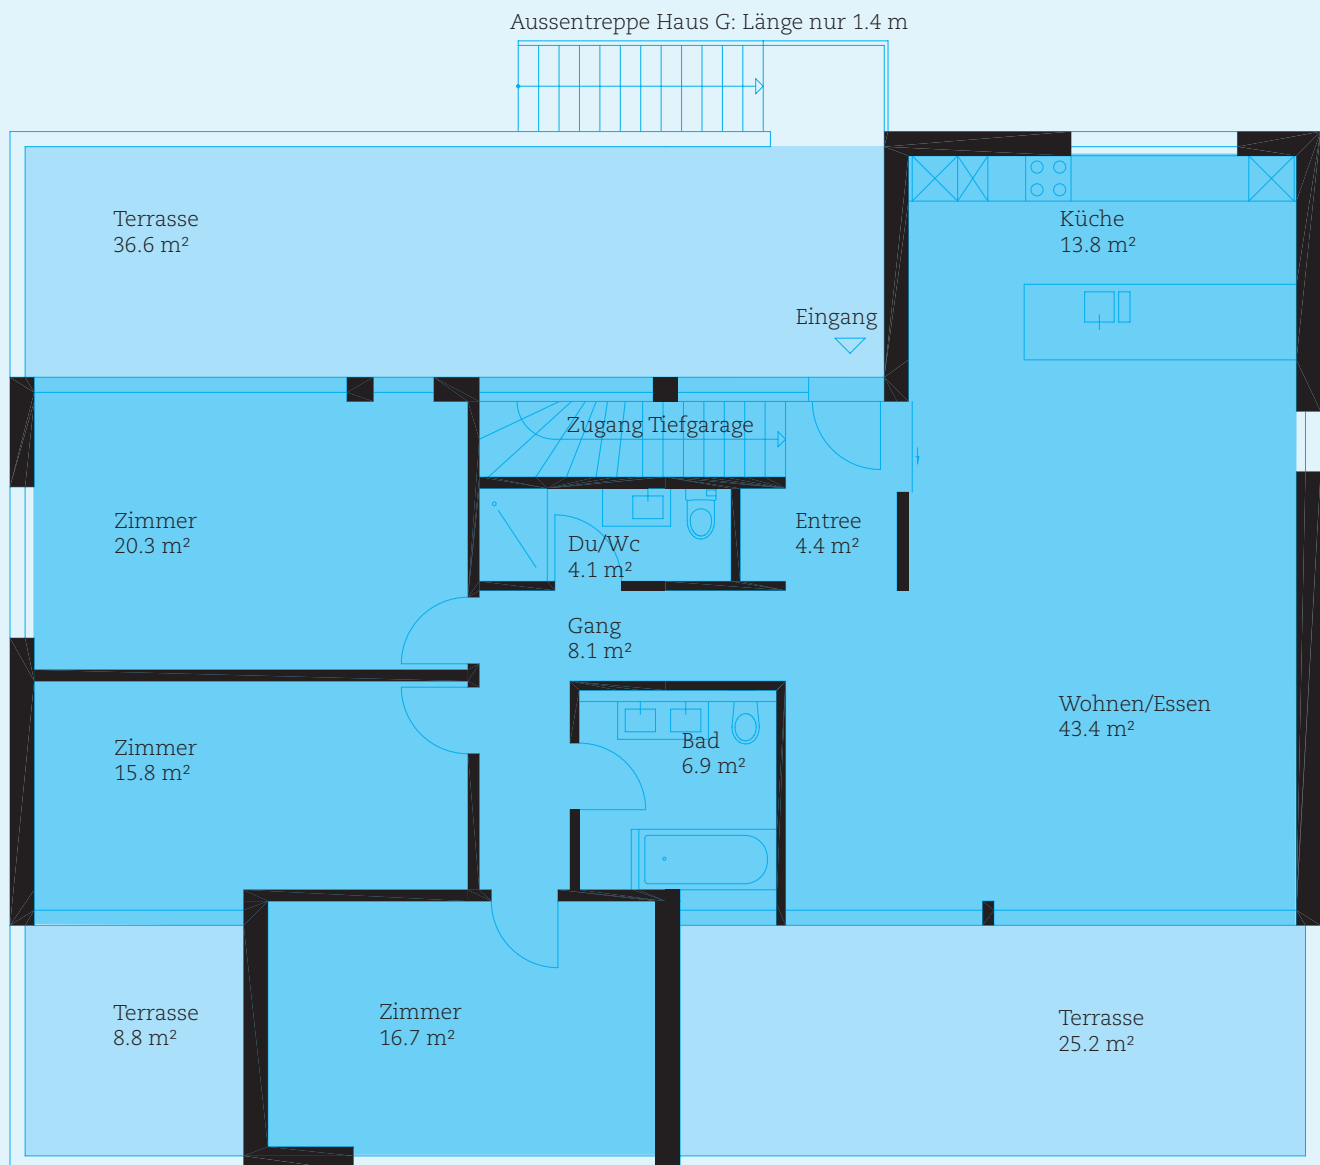 Aussentreppe Haus G: Länge nur 1.4 m
Terrasse
36.6 m²
Küche
13.8 m²
Eingang
Zugang Tiefgarage
Zimmer
20.3 m²
Du/Wc
4.1 m²
Entree
4.4 m²
Gang
8.1 m²
Zimmer
15.8 m²
Bad
6.9 m²
Wohnen/Essen
43.4 m²
Terrasse
8.8 m²
Zimmer
16.7 m²
Terrasse
25.2 m²